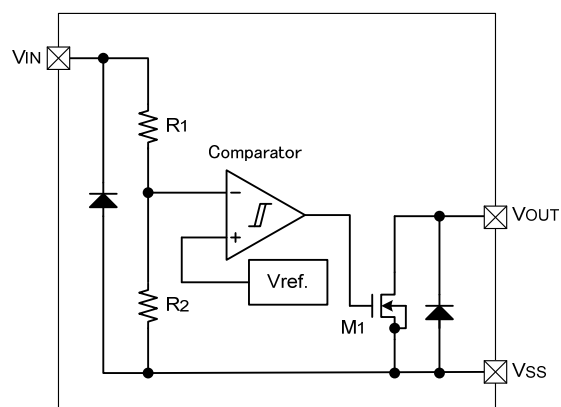 VIN
R1
Comparator
−
+
VOUT
Vref.
R2
M1
VSS